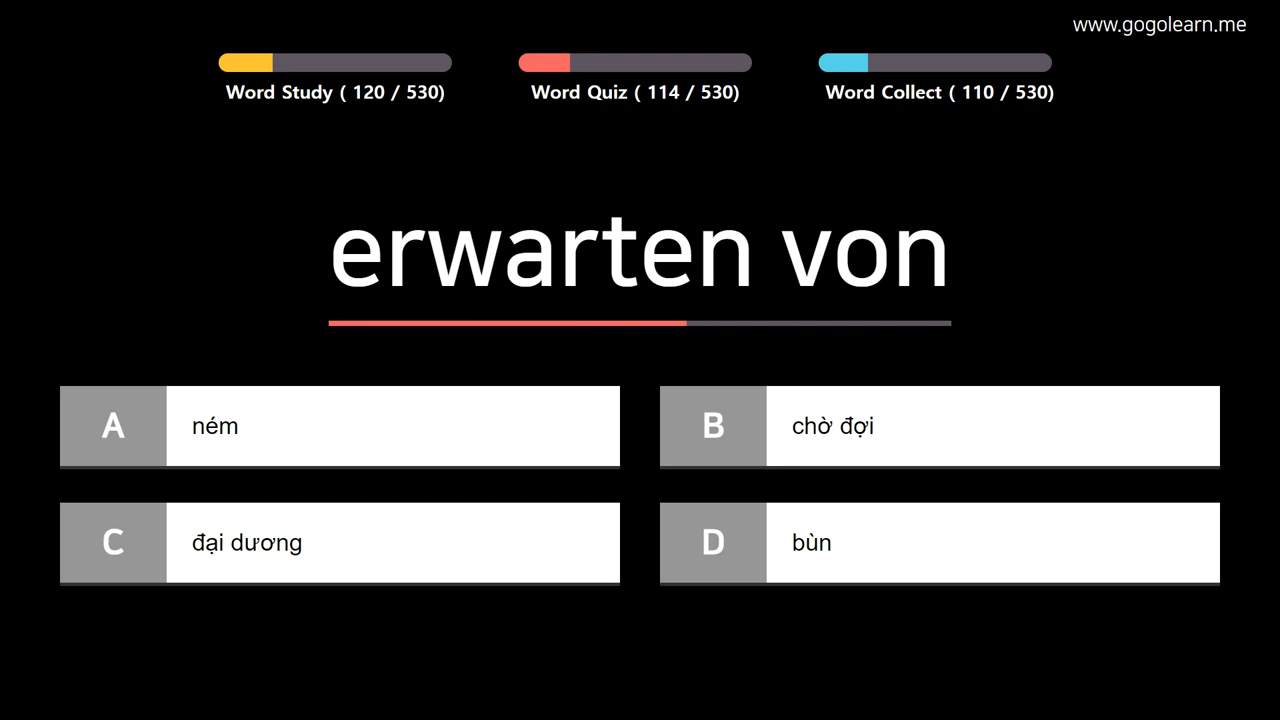 www.gogolearn.me
Word Study ( 120 / 530)
Word Quiz ( 114 / 530)
Word Collect ( 110 / 530)
erwarten von
A
ném
B
chờ đợi
C
đại dương
D
bùn